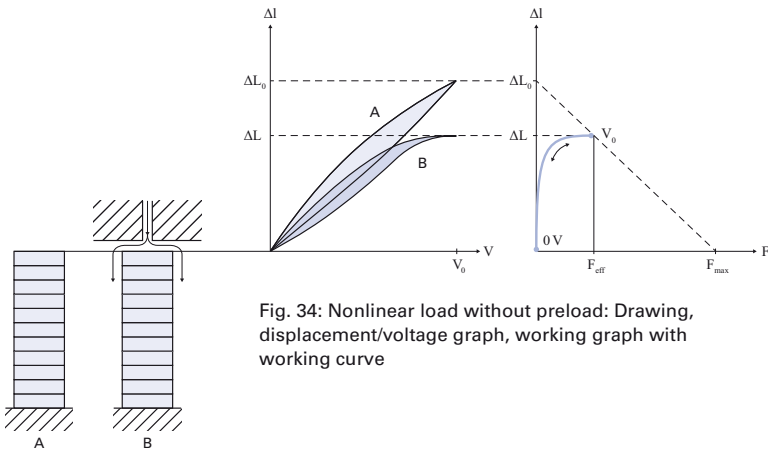 Δl
ΔL₀
ΔL
A
B
V
V₀
Δl
ΔL₀
ΔL
V₀
0 V
F
Fₑff
Fₘₐₓ
A
B
Fig. 34: Nonlinear load without preload: Drawing,
displacement/voltage graph, working graph with
working curve